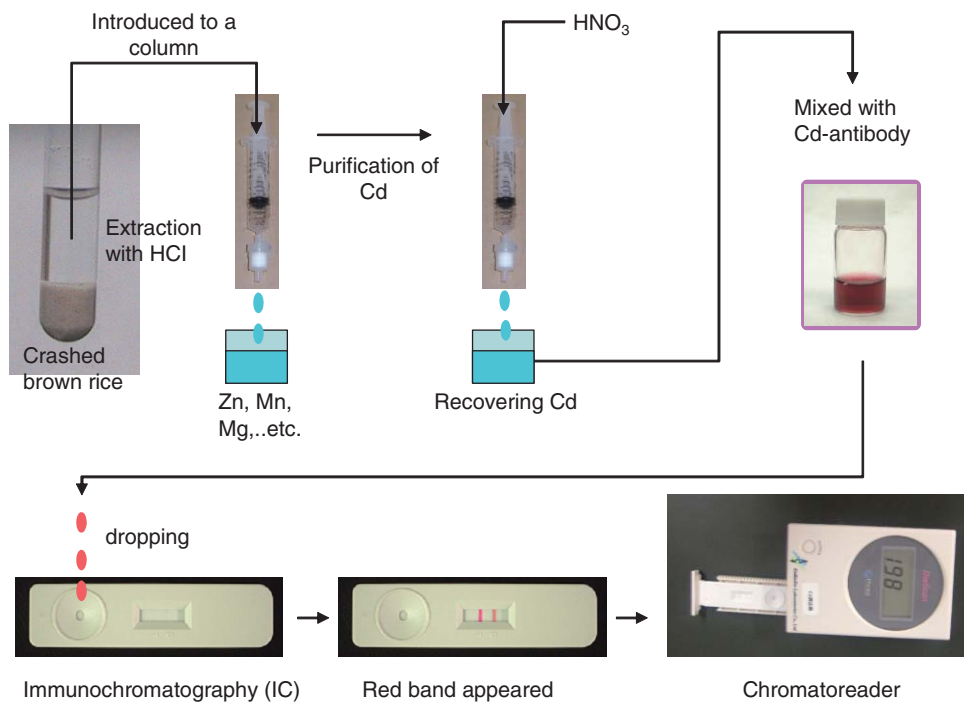 Introduced to a
column
HNO3
Mixed with
Cd-antibody
Purification of
Cd
Extraction
with HCl
Crashed
brown rice
Zn, Mn,
Mg,..etc.
Recovering Cd
dropping
198
Immunochromatography (IC)
Red band appeared
Chromatoreader